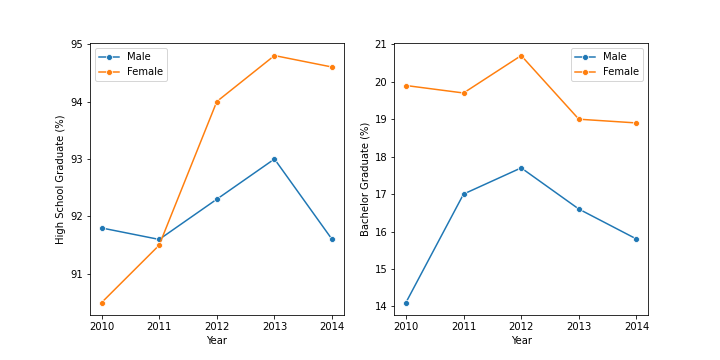 High School Graduate (%)
95
94
93
92
91
2010 2011 2012 2013 2014
Year
Male
Female
Bachelor Graduate (%)
21
20
19
18
17
16
15
14
2010 2011 2012 2013 2014
Year
Male
Female